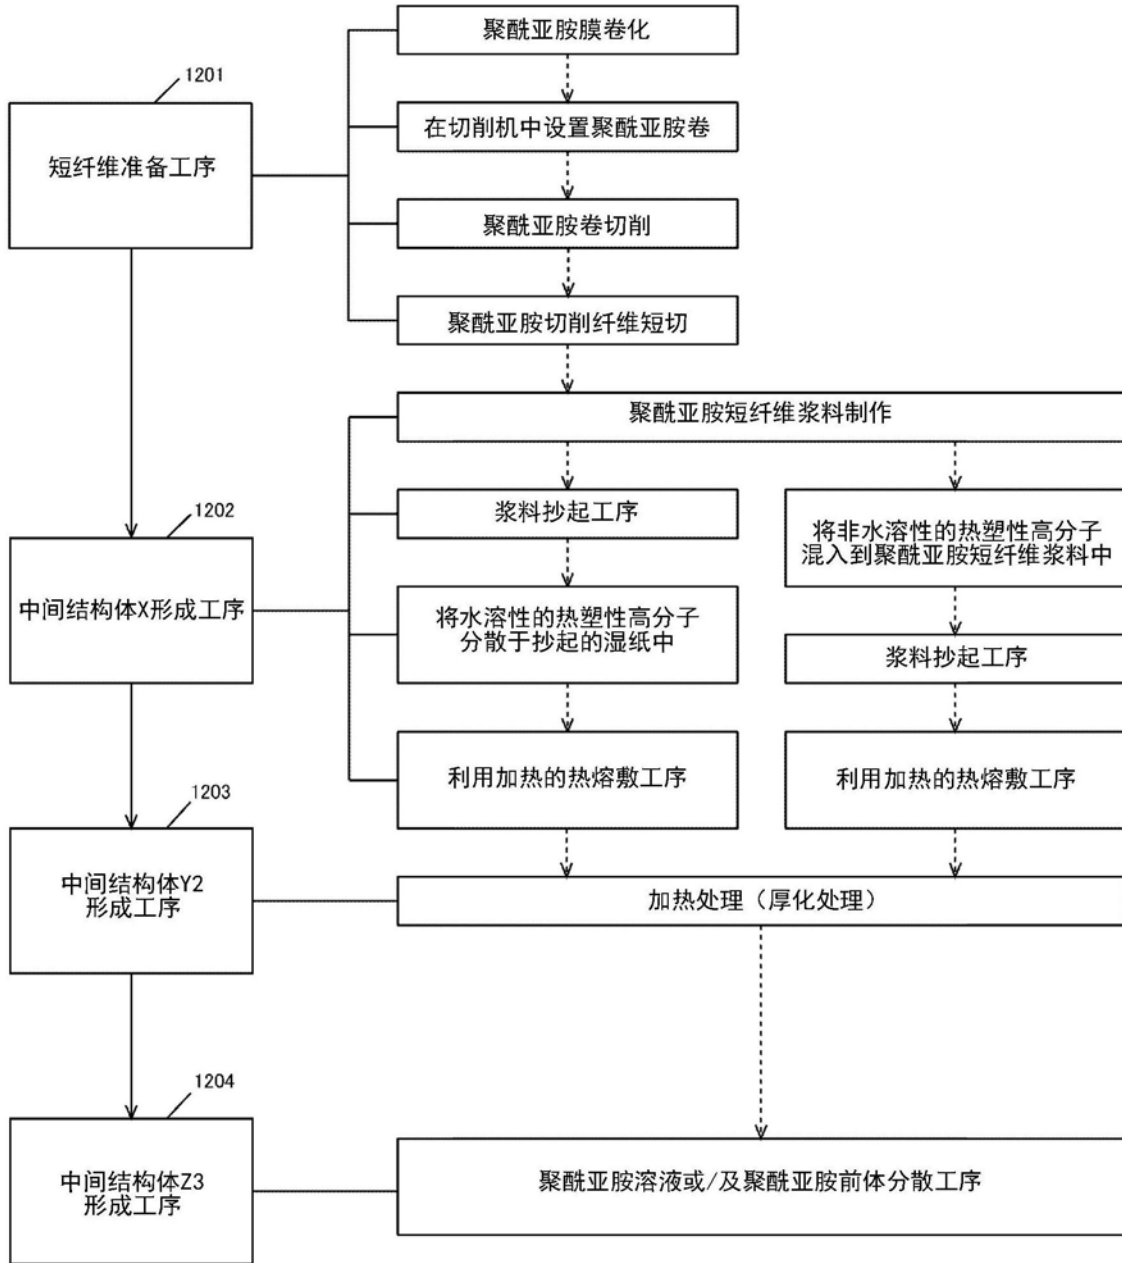 聚酰亚胺膜卷化
1201
在切削机中设置聚酰亚胺卷
短纤维准备工序
聚酰亚胺卷切削
聚酰亚胺切削纤维短切
聚酰亚胺短纤维浆料制作
1202
浆料抄起工序
将非水溶性的热塑性高分子
混入到聚酰亚胺短纤维浆料中
中间结构体X形成工序
将水溶性的热塑性高分子
分散于抄起的湿纸中
浆料抄起工序
1203
利用加热的热熔敷工序
利用加热的热熔敷工序
中间结构体Y2
形成工序
加热处理（厚化处理）
1204
中间结构体Z3
形成工序
聚酰亚胺溶液或/及聚酰亚胺前体分散工序